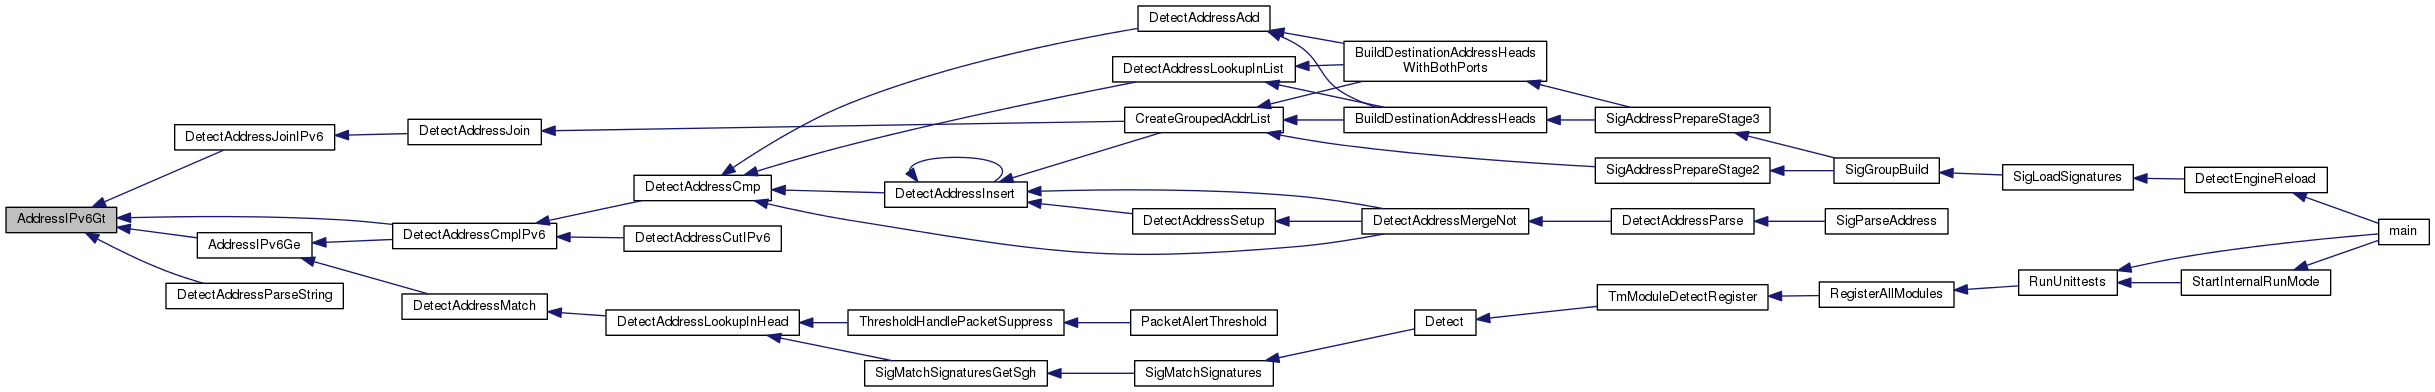 AddressIPv6Gt
DetectAddressJoinIPv6
DetectAddressJoin
AddressIPv6Ge
DetectAddressParseString
DetectAddressCmpIPv6
DetectAddressMatch
DetectAddressCmp
DetectAddressCutIPv6
DetectAddressLookupInHead
DetectAddressAdd
DetectAddressLookupInList
CreateGroupedAddrList
DetectAddressInsert
DetectAddressSetup
ThresholdHandlePacketSuppress
PacketAlertThreshold
SigMatchSignaturesGetSgh
SigMatchSignatures
BuildDestinationAddressHeads
WithBothPorts
BuildDestinationAddressHeads
DetectAddressMergeNot
Detect
SigAddressPrepareStage3
SigAddressPrepareStage2
DetectAddressParse
SigParseAddress
TmModuleDetectRegister
RegisterAllModules
SigGroupBuild
SigLoadSignatures
DetectEngineReload
RunUnittests
StartInternalRunMode
main